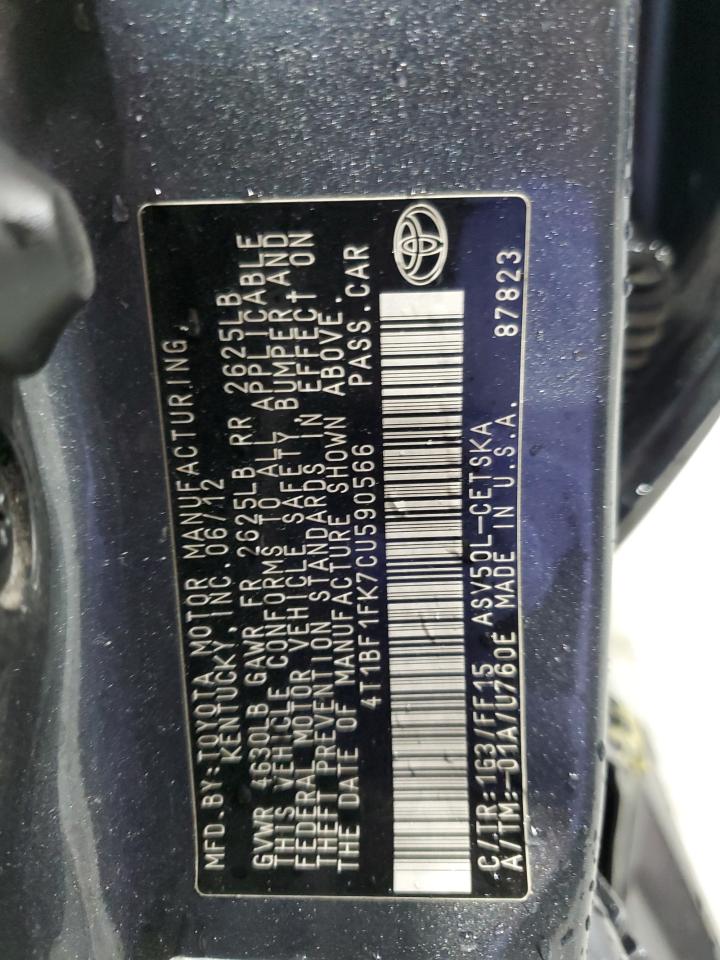 MFD.BY:TOYOTA MOTOR MANUFACTURING,
KENTUCKY, INC. 06/12
GVWR 4630LB GAWR FR 2625LB RR 2625LB
THIS VEHICLE CONFORMS TO ALL APPLICABLE
FEDERAL MOTOR VEHICLE SAFETY BUMPER AND
THEFT PREVENTION STANDARDS IN EFFECT ON
THE DATE OF MANUFACTURE SHOWN ABOVE.
4T1BF1FK7CU590566 PASS.CAR
C/TR:1G3/FF15 ASV50L-CETSKA
A/TM:-01A/U760E MADE IN U.S.A. 87823